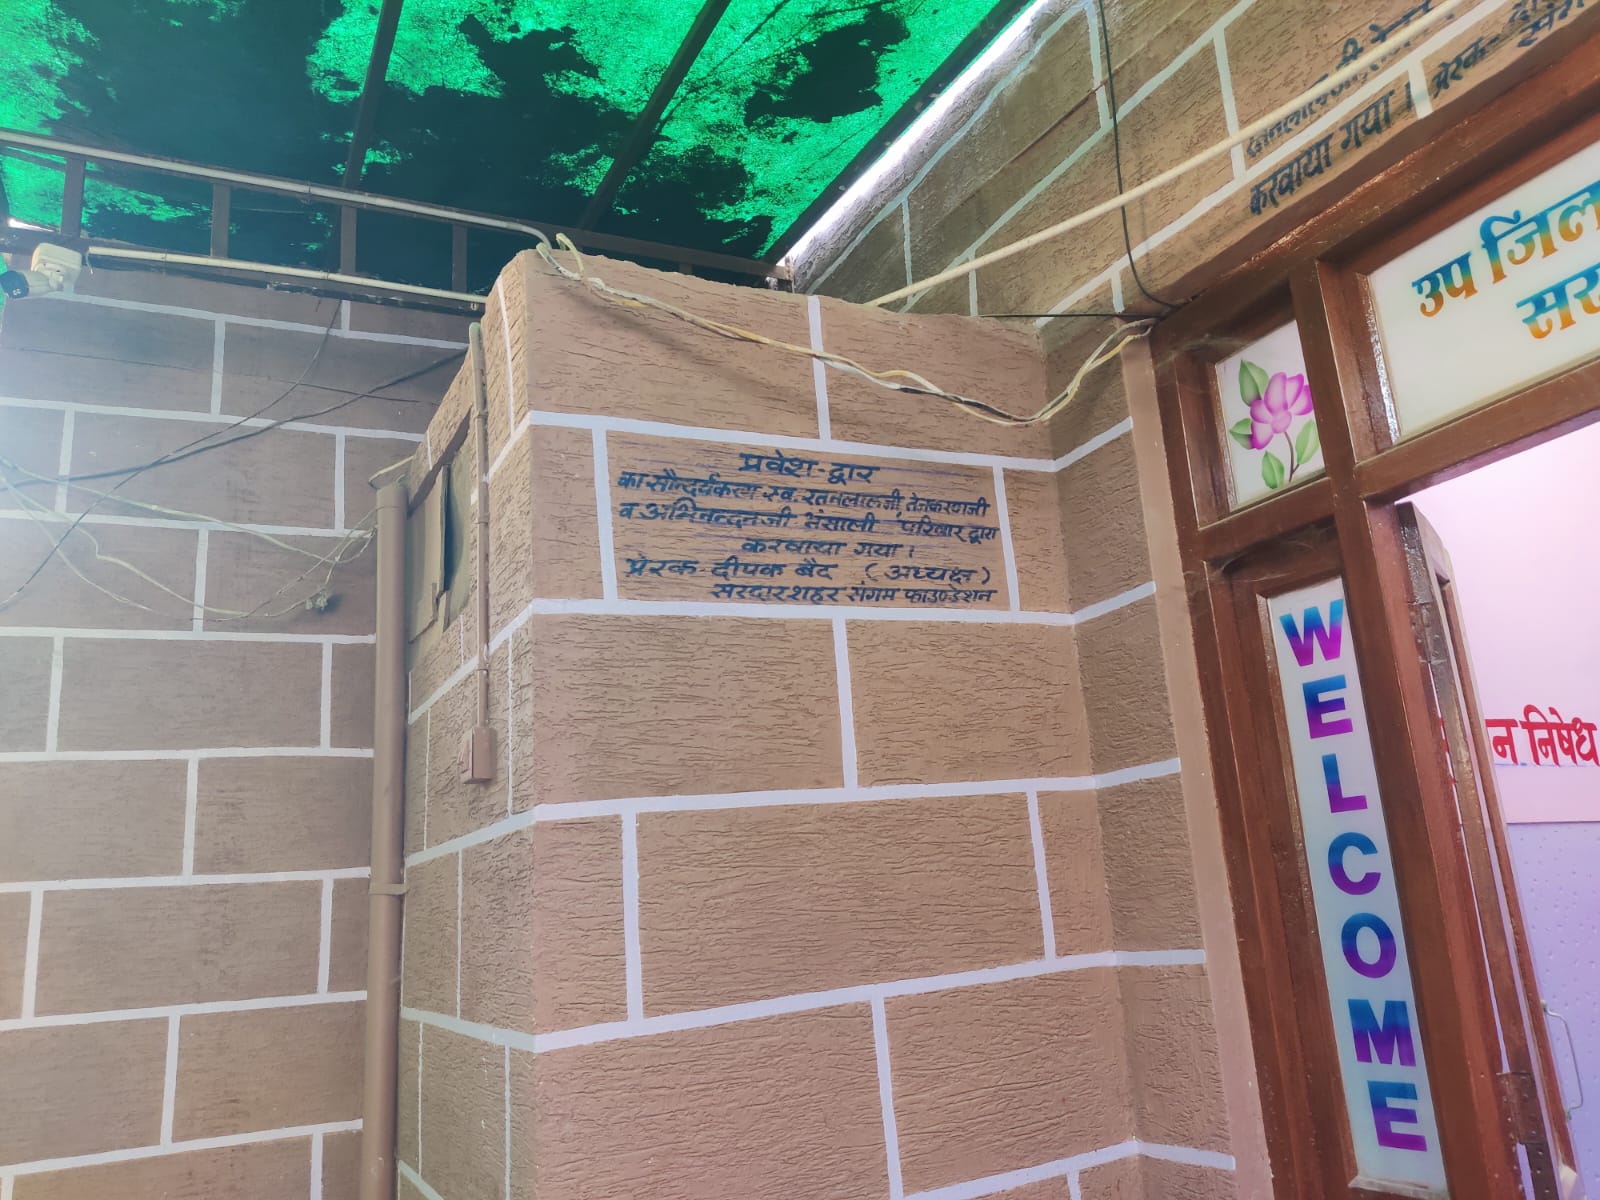 प्रवेश-द्वार
का सौन्दर्यकरण स्व. रतनलालजी तेजकरणजी
व अभिनन्दनजी भंसाली परिवार द्वारा
करवाया गया।
प्रेरक-दीपक बैद (अध्यक्ष)
सरदारशहर संगम फाउण्डेशन
करवाया गया। प्रेरक-
उप जिल
सर
WELCOME
न निषेध